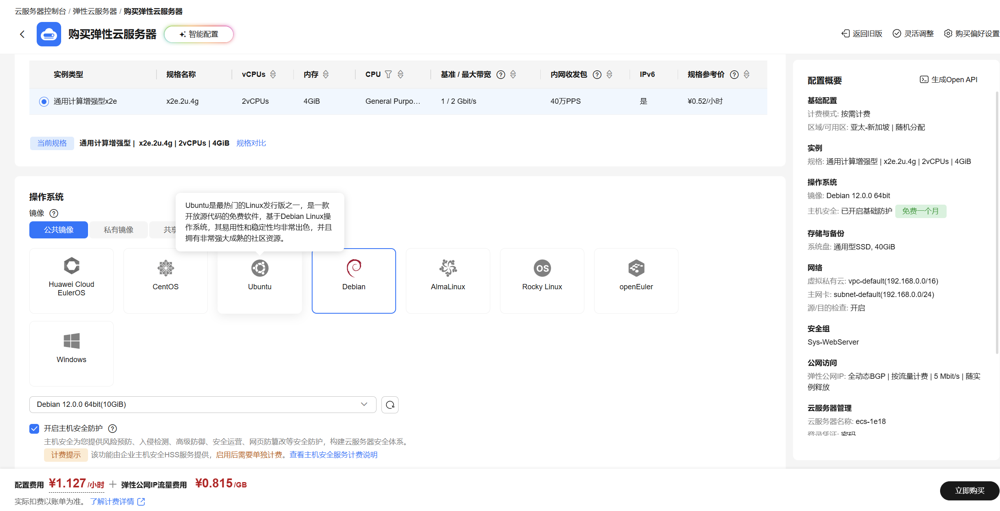 云服务器控制台 / 弹性云服务器 / 购买弹性云服务器
购买弹性云服务器
智能配置
返回旧版
灵活调整
购买偏好设置
实例类型 规格名称 vCPUs 内存 CPU 基准 / 最大带宽 内网收发包 IPv6 规格参考价
通用计算增强型x2e x2e.2u.4g 2vCPUs 4GiB General Purpo... 1 / 2 Gbit/s 40万PPS 是 ¥0.52/小时
当前规格 通用计算增强型 | x2e.2u.4g | 2vCPUs | 4GiB 规格对比
操作系统
镜像
公共镜像 私有镜像 共享
Ubuntu是最热门的Linux发行版之一，是一款
开放源代码的免费软件，基于Debian Linux操
作系统，其易用性和稳定性均非常出色，并且
拥有非常强大成熟的社区资源。
Huawei Cloud
EulerOS
CentOS
Ubuntu
Debian
AlmaLinux
OS
Rocky Linux
openEuler
Windows
Debian 12.0.0 64bit(10GiB)
开启主机安全防护
主机安全为您提供风险预防、入侵检测、高级防御、安全运营、网页防篡改等安全防护，构建云服务器安全体系。
计费提示 该功能由企业主机安全HSS服务提供，启用后需要单独计费。查看主机安全服务计费说明
配置概要
生成Open API
基础配置
计费模式: 按需计费
区域/可用区: 亚太-新加坡 | 随机分配
实例
规格: 通用计算增强型 | x2e.2u.4g | 2vCPUs | 4GiB
操作系统
镜像: Debian 12.0.0 64bit
主机安全: 已开启基础防护 免费一个月
存储与备份
系统盘: 通用型SSD, 40GiB
网络
虚拟私有云: vpc-default(192.168.0.0/16)
主网卡: subnet-default(192.168.0.0/24)
源/目的检查: 开启
安全组
Sys-WebServer
公网访问
弹性公网IP: 全动态BGP | 按流量计费 | 5 Mbit/s | 随实
例释放
云服务器管理
云服务器名称: ecs-1e18
登录凭证: 密码
配置费用 ¥1.127/小时 + 弹性公网IP流量费用 ¥0.815/GB
实际扣费以账单为准。 了解计费详情
立即购买